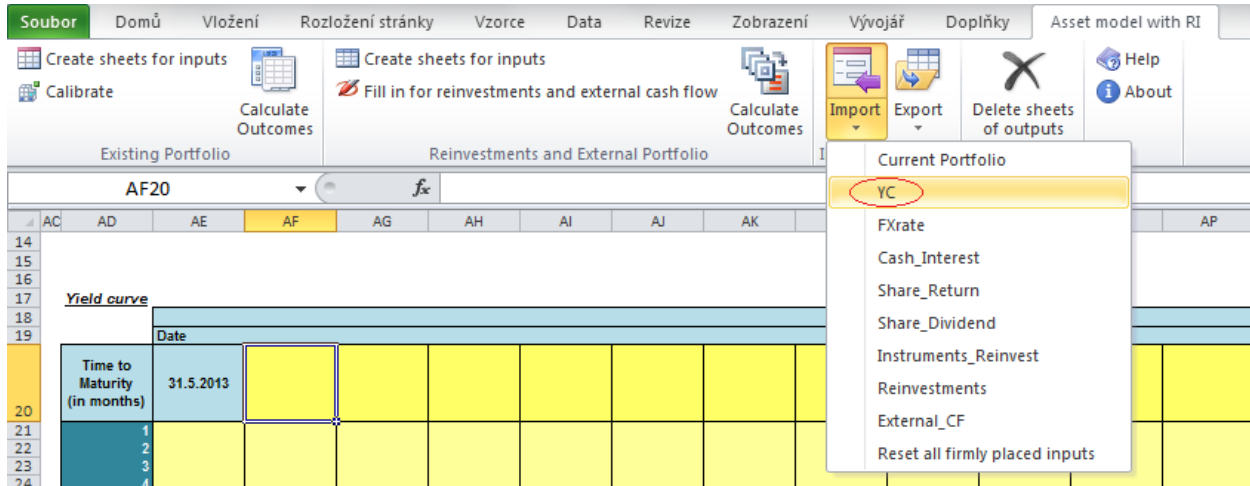 Soubor Domů Vložení Rozložení stránky Vzorce Data Revize Zobrazení Vývojář Doplňky Asset model with RI
Create sheets for inputs
Calibrate
Calculate
Outcomes
Existing Portfolio
Create sheets for inputs
Fill in for reinvestments and external cash flow
Calculate
Outcomes
Reinvestments and External Portfolio
Import
Export
Delete sheets
of outputs
Help
About
Current Portfolio
YC
FXrate
Cash_Interest
Share_Return
Share_Dividend
Instruments_Reinvest
Reinvestments
External_CF
Reset all firmly placed inputs
AF20 fx
AC AD AE AF AG AH AI AJ AK AP
14
15
16
17 Yield curve
18
19 Date
20 Time to
Maturity
(in months)
31.5.2013
21 1
22 2
23 3
24 4